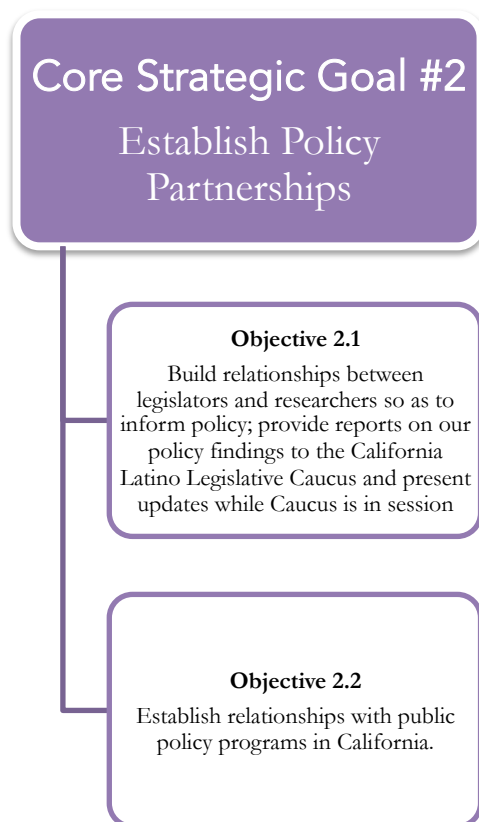 Core Strategic Goal #2
Establish Policy
Partnerships
Objective 2.1
Build relationships between
legislators and researchers so as to
inform policy; provide reports on our
policy findings to the California
Latino Legislative Caucus and present
updates while Caucus is in session
Objective 2.2
Establish relationships with public
policy programs in California.